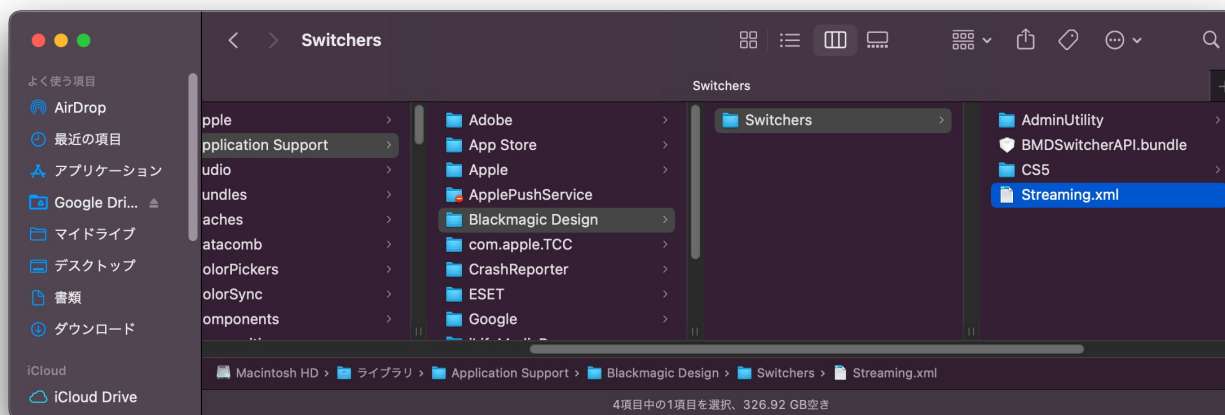 Switchers
よく使う項目
AirDrop
最近の項目
アプリケーション
Google Dri...
マイドライブ
デスクトップ
書類
ダウンロード
iCloud
iCloud Drive
Switchers
pple
pplication Support
udio
undles
aches
atacomb
olorPickers
olorSync
omponents
Adobe
App Store
Apple
ApplePushService
Blackmagic Design
com.apple.TCC
CrashReporter
ESET
Google
Switchers
AdminUtility
BMDSwitcherAPI.bundle
CS5
Streaming.xml
Macintosh HD › ライブラリ › Application Support › Blackmagic Design › Switchers › Streaming.xml
4項目中の1項目を選択、326.92 GB空き